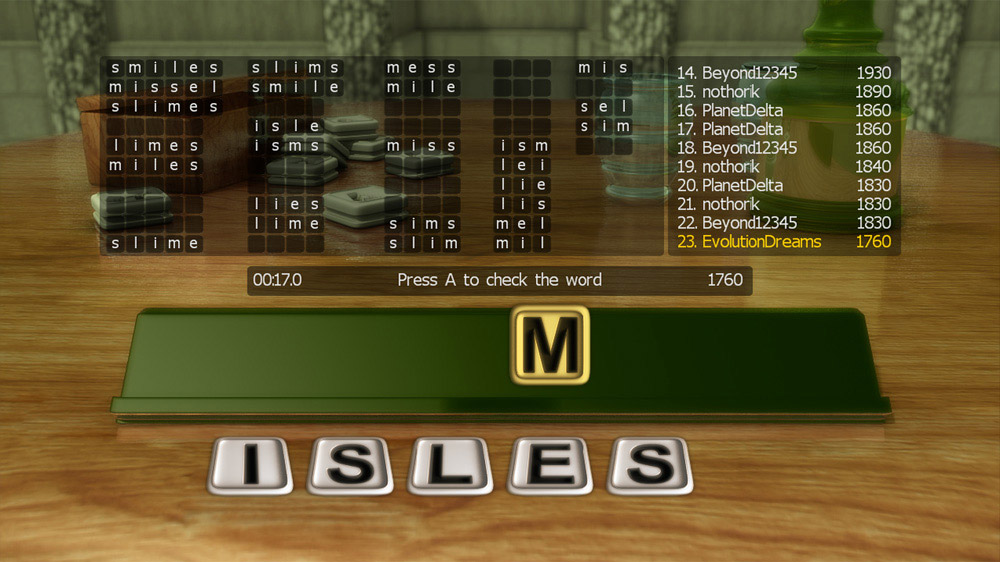 smiles slims mess mis
missel smile mile
slimes sel
isle sim
limes isms miss ism
miles lei
lie
lies lis
lime sims mel
slime slim mil
14. Beyond12345 1930
15. nothorik 1890
16. PlanetDelta 1860
17. PlanetDelta 1860
18. Beyond12345 1860
19. nothorik 1840
20. PlanetDelta 1830
21. nothorik 1830
22. Beyond12345 1830
23. EvolutionDreams 1760
00:17.0 Press A to check the word 1760
M
ISLES